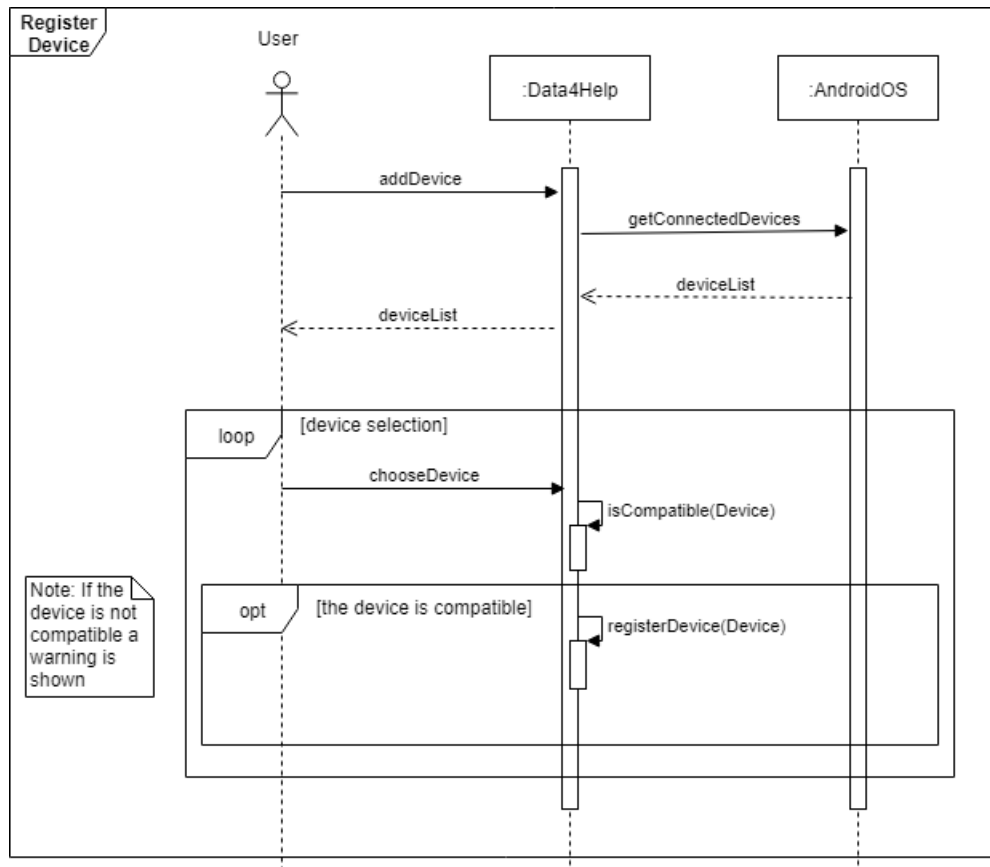 Register
Device
User
:Data4Help
:AndroidOS
addDevice
getConnectedDevices
deviceList
deviceList
loop
[device selection]
chooseDevice
isCompatible(Device)
Note: If the
device is not
compatible a
warning is
shown
opt
[the device is compatible]
registerDevice(Device)